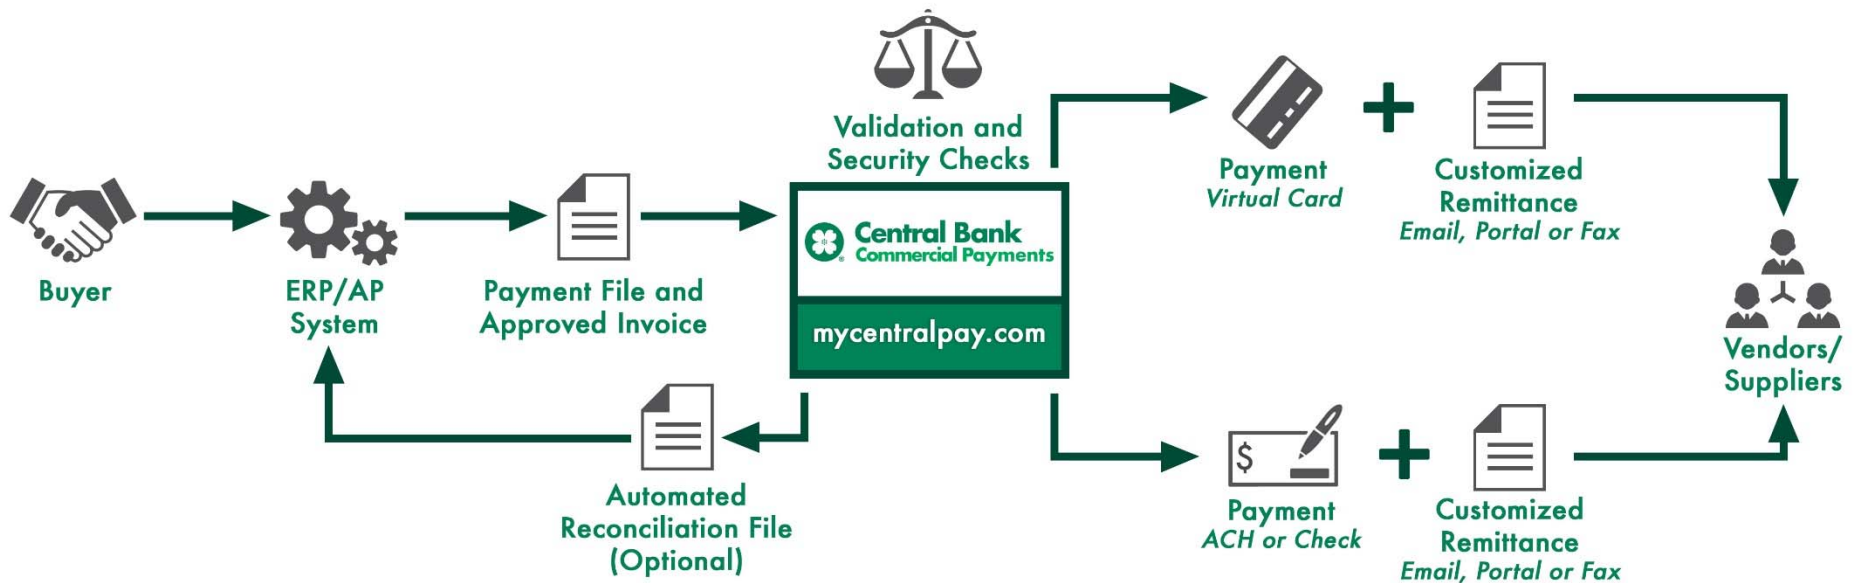 Validation and
Security Checks
Buyer
ERP/AP
System
Payment File and
Approved Invoice
Central Bank
Commercial Payments
mycentralpay.com
Automated
Reconciliation File
(Optional)
Payment
Virtual Card
Customized
Remittance
Email, Portal or Fax
$
Payment
ACH or Check
Customized
Remittance
Email, Portal or Fax
Vendors/
Suppliers